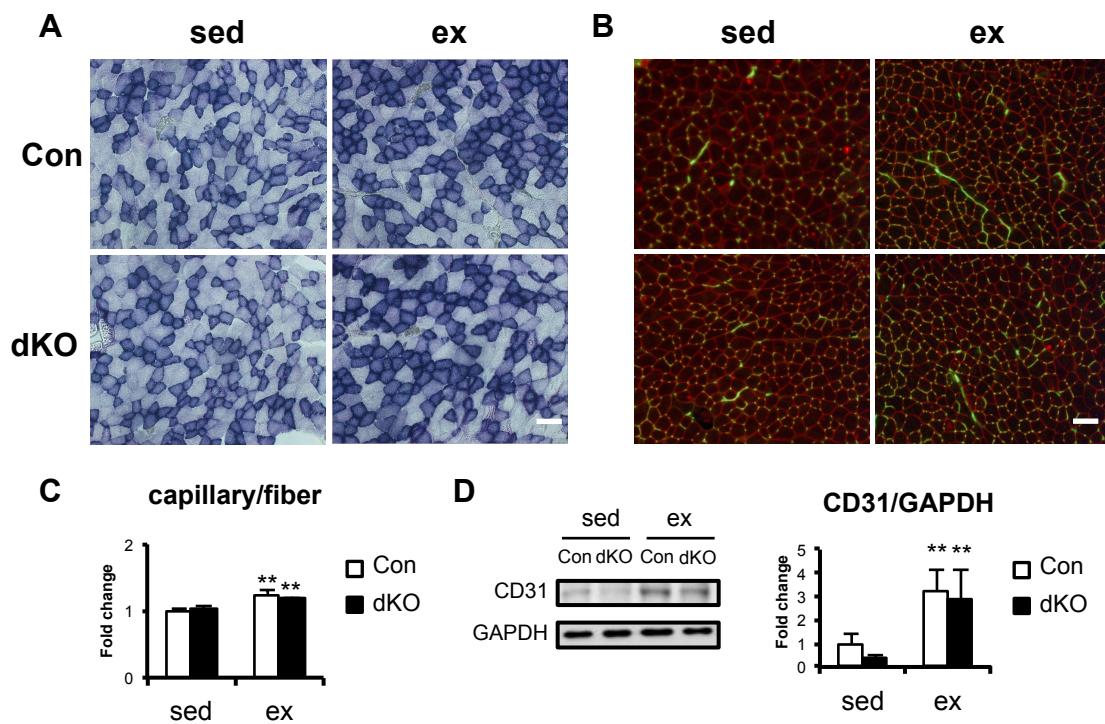 A
sed ex
Con
dKO
B
sed ex
C
capillary/fiber
Fold change
2
1
0
** **
sed ex
Con
dKO
D
sed ex
Con dKO Con dKO
CD31
GAPDH
CD31/GAPDH
Fold change
5
4
3
2
1
0
** **
sed ex
Con
dKO